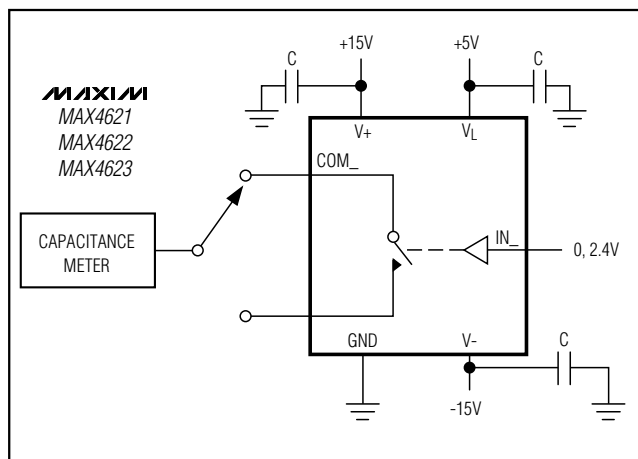 +15V
+5V
C
C
MAXIM
MAX4621
MAX4622
MAX4623
V+
VL
COM_
CAPACITANCE
METER
IN_
0, 2.4V
GND
V-
C
-15V